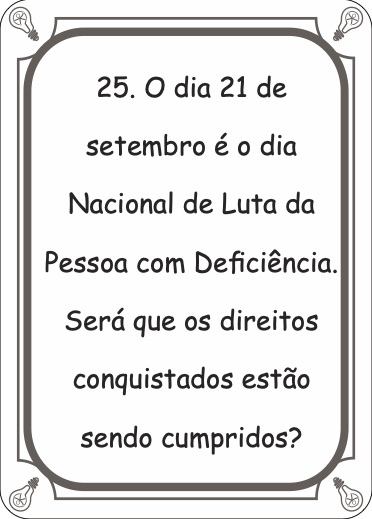 25. O dia 21 de
setembro é o dia
Nacional de Luta da
Pessoa com Deficiência.
Será que os direitos
conquistados estão
sendo cumpridos?